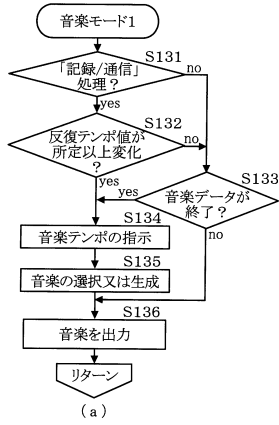 音楽モード1
S131
「記録/通信」
処理？
no
yes
S132
反復テンポ値が
所定以上変化
？
no
yes
S133
音楽データが
終了？
yes
no
S134
音楽テンポの指示
S135
音楽の選択又は生成
S136
音楽を出力
リターン
(a)